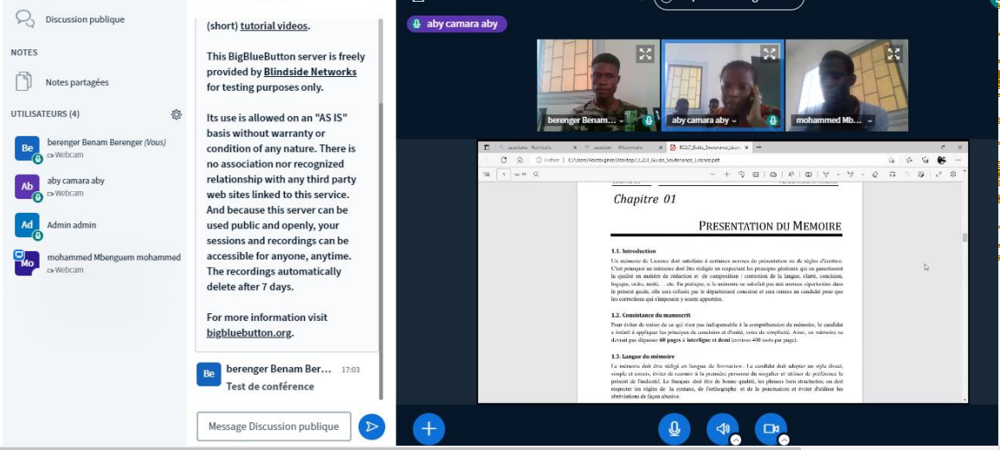 Discussion publique
NOTES
Notes partagées
UTILISATEURS (4)
Be
berenger Benam Berenger (Vous)
Webcam
Ab
aby camara aby
Webcam
Ad
Admin admin
Mo
mohammed Mbenguem mohammed
Webcam
(short) tutorial videos.
This BigBlueButton server is freely
provided by Blindside Networks
for testing purposes only.
Its use is allowed on an "AS IS"
basis without warranty or
condition of any nature. There is
no association nor recognized
relationship with any third party
web sites linked to this service.
And because this server can be
used public and openly, your
sessions and recordings can be
accessible for anyone, anytime.
The recordings automatically
delete after 7 days.
For more information visit
bigbluebutton.org.
Be
berenger Benam Ber... 17:03
Test de conférence
Message Discussion publique
aby camara aby
berenger Benam...
aby camara aby
mohammed Mb...
Chapitre 01
PRESENTATION DU MEMOIRE
1.1. Introduction
Un mémoire de Licence doit satisfaire à certaines normes de présentation ou de règles d'écriture.
C'est pourquoi un mémoire doit être rédigé en respectant les principes généraux qui en garantissent
la qualité en matière de rédaction et de composition : correction de la langue, clarté, concision,
logique, ordre, unité, ... etc. En pratique, si le mémoire ne satisfait pas aux normes répertoriées dans
le présent guide, elle sera refusée par le département concerné et sera remise au candidat pour que
les corrections qui s'imposent y soient apportées.
1.2. Consistance du manuscrit
Pour éviter de traiter de ce qui n'est pas indispensable à la compréhension du mémoire, le candidat
a intérêt à appliquer les principes de concision et d'unité, voire de simplicité. Ainsi, un mémoire ne
devrait pas dépasser 60 pages à interligne et demi (environ 400 mots par page).
1.3. Langue du mémoire
Le mémoire doit être rédigé en langue de formation. Le candidat doit adopter un style direct,
simple et concis, éviter de recourir à la première personne du singulier et utiliser de préférence le
présent de l'indicatif. Le français doit être de bonne qualité, les phrases bien structurées; on doit
respecter les règles de la syntaxe, de l'orthographe et de la ponctuation et éviter d'utiliser les
abréviations de façon abusive.